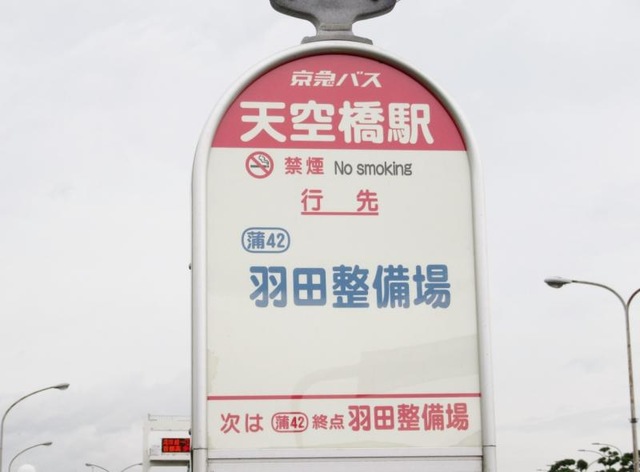 京急バス
天空橋駅
禁煙 No smoking
行先
蒲42
羽田整備場
次は 蒲42 終点 羽田整備場